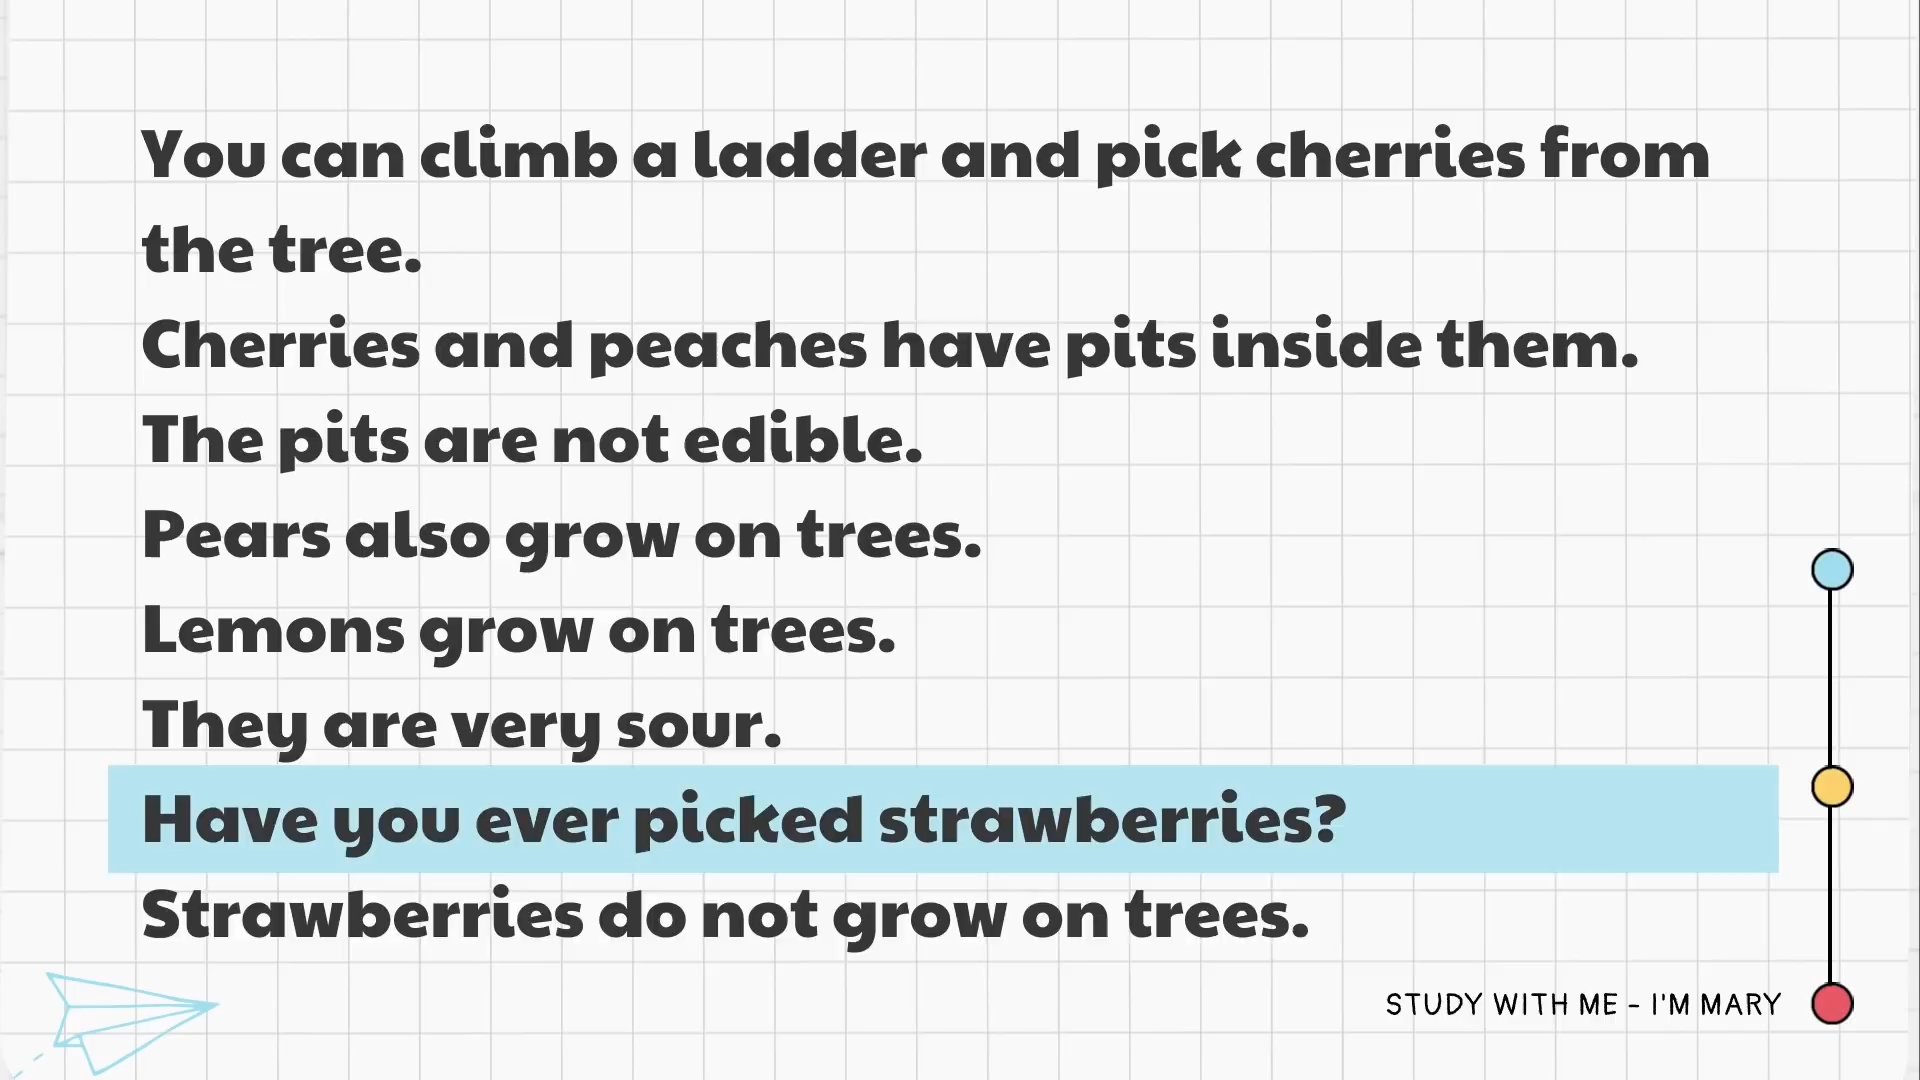 You can climb a ladder and pick cherries from
the tree.
Cherries and peaches have pits inside them.
The pits are not edible.
Pears also grow on trees.
Lemons grow on trees.
They are very sour.
Have you ever picked strawberries?
Strawberries do not grow on trees.
STUDY WITH ME - I'M MARY